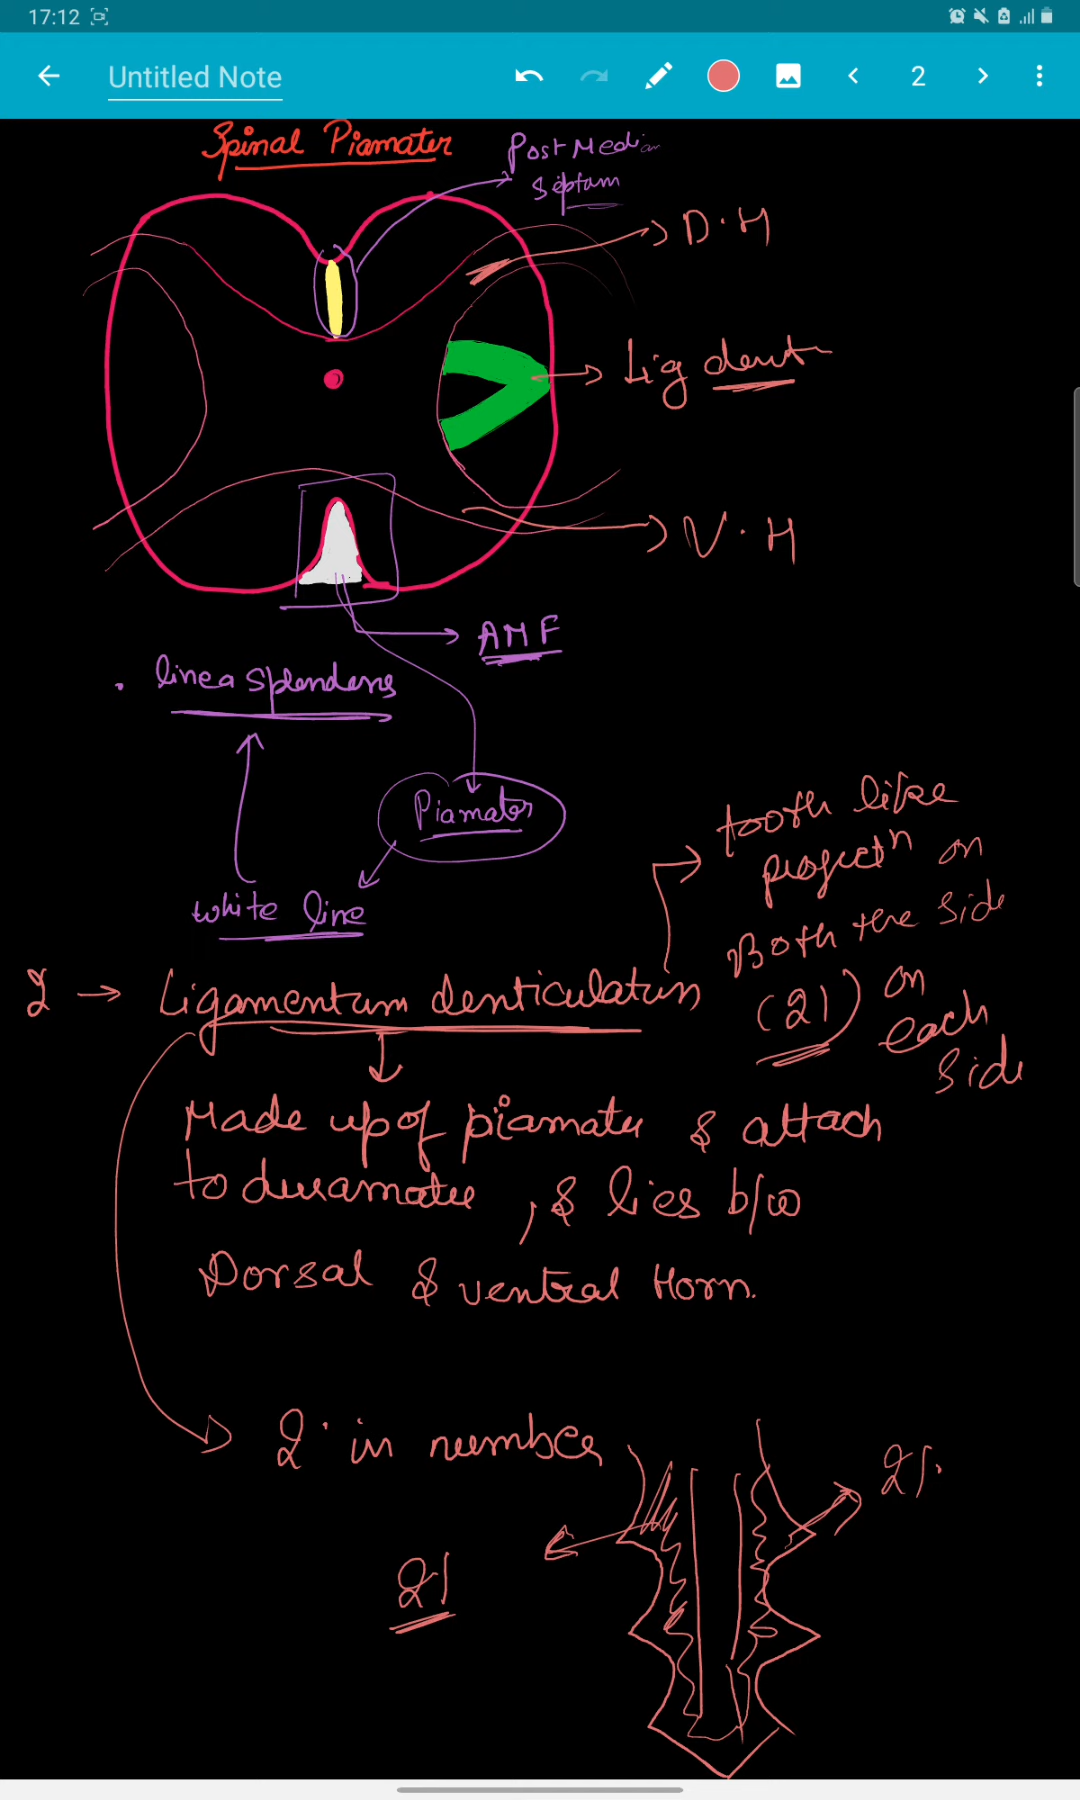 17:12
Untitled Note
2
Spinal Piamater
Post Median
Septam
D.H
Lig dent
V.H
AMF
. linea splendens
Piamater
white line
tooth like
projectn on
Both the side
(21) on
each
side
2 → Ligamentum denticulatum
Made up of piamater & attach
to duramater , & lies b/w
Dorsal & ventral Horn.
2 in number
21.
21